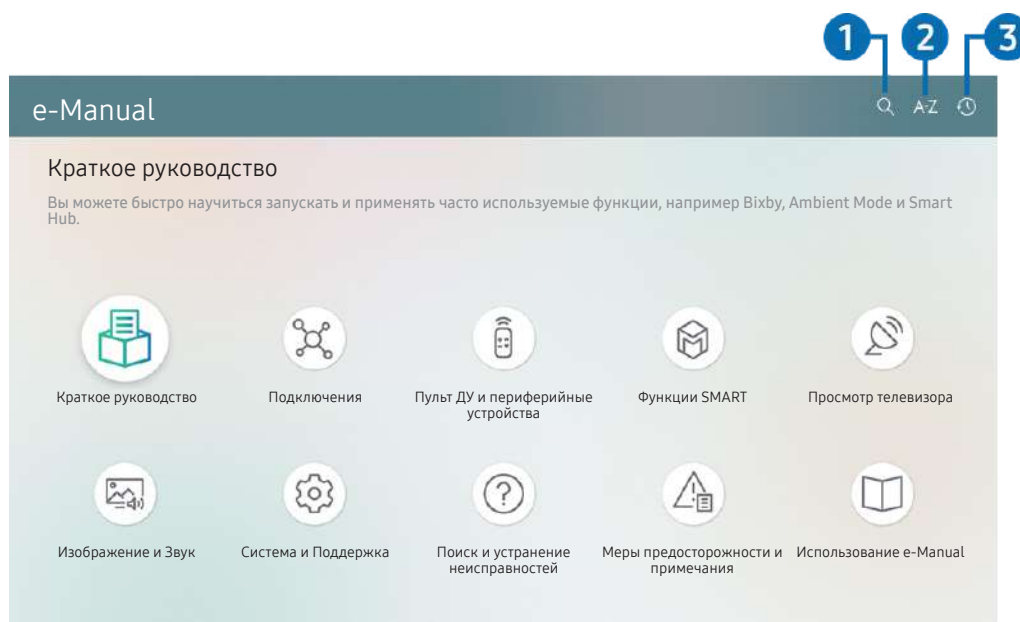 1 2 3
e-Manual
A-Z
Краткое руководство
Вы можете быстро научиться запускать и применять часто используемые функции, например Bixby, Ambient Mode и Smart
Hub.
Краткое руководство
Подключения
Пульт ДУ и периферийные
устройства
Функции SMART
Просмотр телевизора
Изображение и Звук
Система и Поддержка
Поиск и устранение
неисправностей
Меры предосторожности и
примечания
Использование e-Manual